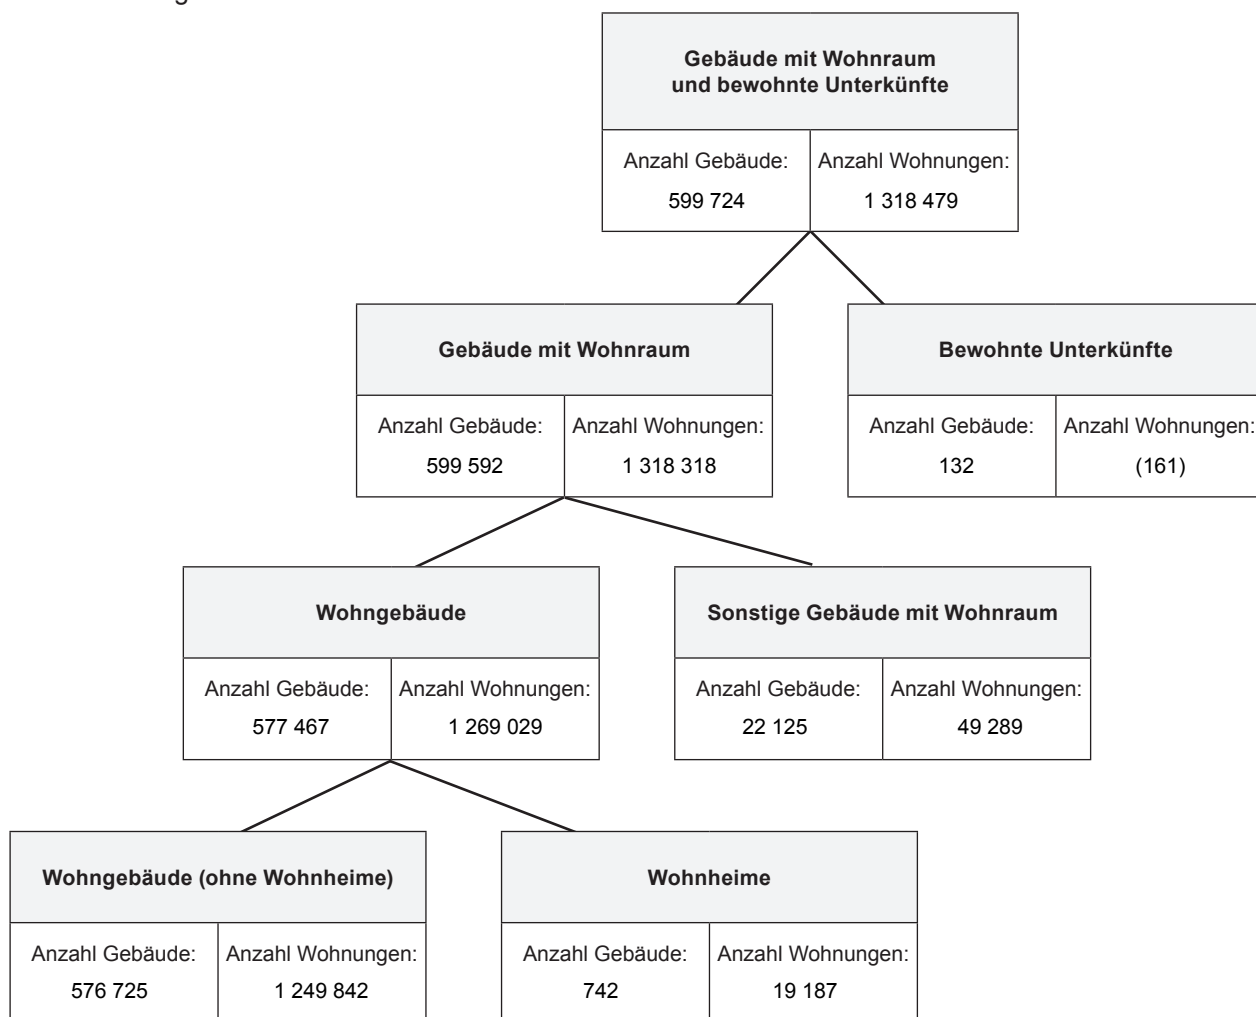 Gebäude mit Wohnraum
und bewohnte Unterkünfte
Anzahl Gebäude:
599 724
Anzahl Wohnungen:
1 318 479
Gebäude mit Wohnraum
Anzahl Gebäude:
599 592
Anzahl Wohnungen:
1 318 318
Bewohnte Unterkünfte
Anzahl Gebäude:
132
Anzahl Wohnungen:
(161)
Wohngebäude
Anzahl Gebäude:
577 467
Anzahl Wohnungen:
1 269 029
Sonstige Gebäude mit Wohnraum
Anzahl Gebäude:
22 125
Anzahl Wohnungen:
49 289
Wohngebäude (ohne Wohnheime)
Anzahl Gebäude:
576 725
Anzahl Wohnungen:
1 249 842
Wohnheime
Anzahl Gebäude:
742
Anzahl Wohnungen:
19 187